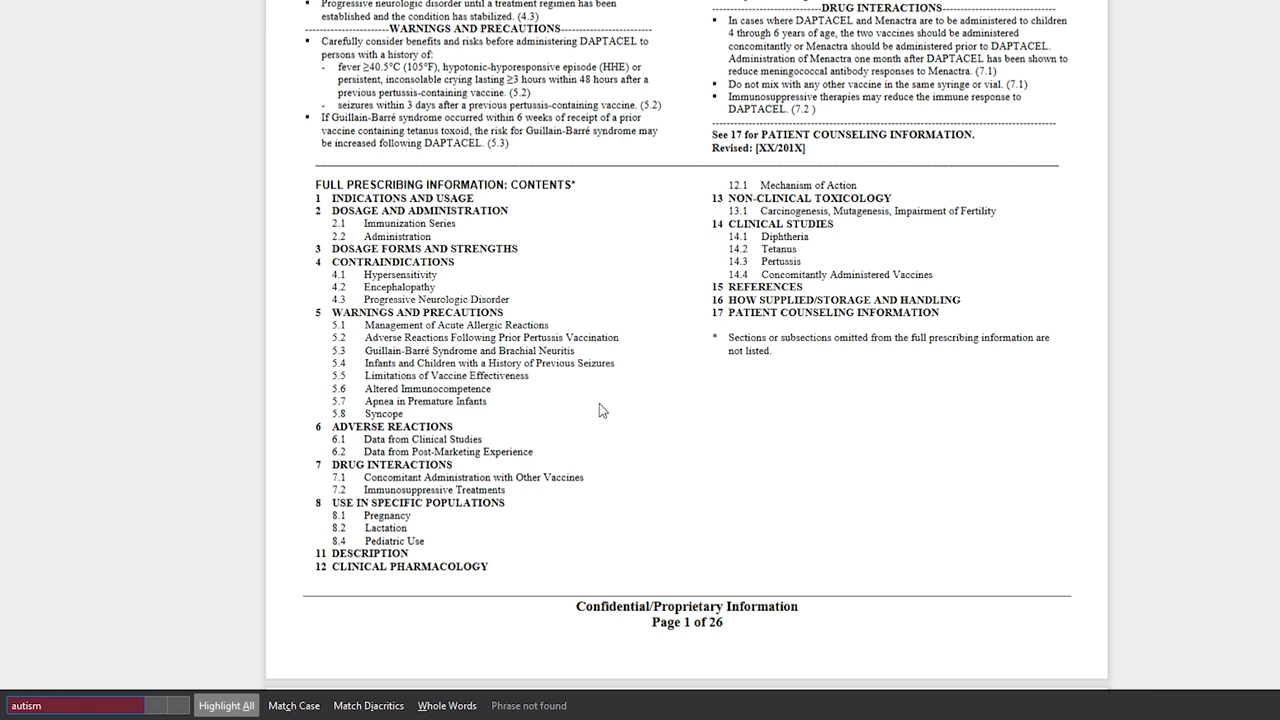 ▪ Progressive neurologic disorder until a treatment regimen has been
established and the condition has stabilized. (4.3)
----------------------WARNINGS AND PRECAUTIONS------------------------
▪ Carefully consider benefits and risks before administering DAPTACEL to
persons with a history of:
- fever ≥40.5°C (105°F), hypotonic-hyporesponsive episode (HHE) or
persistent, inconsolable crying lasting ≥3 hours within 48 hours after a
previous pertussis-containing vaccine. (5.2)
- seizures within 3 days after a previous pertussis-containing vaccine. (5.2)
▪ If Guillain-Barré syndrome occurred within 6 weeks of receipt of a prior
vaccine containing tetanus toxoid, the risk for Guillain-Barré syndrome may
be increased following DAPTACEL. (5.3)
-----------------------------DRUG INTERACTIONS------------------------------
▪ In cases where DAPTACEL and Menactra are to be administered to children
4 through 6 years of age, the two vaccines should be administered
concomitantly or Menactra should be administered prior to DAPTACEL.
Administration of Menactra one month after DAPTACEL has been shown to
reduce meningococcal antibody responses to Menactra. (7.1)
▪ Do not mix with any other vaccine in the same syringe or vial. (7.1)
▪ Immunosuppressive therapies may reduce the immune response to
DAPTACEL. (7.2 )
See 17 for PATIENT COUNSELING INFORMATION.
Revised: [XX/201X]
FULL PRESCRIBING INFORMATION: CONTENTS*
1 INDICATIONS AND USAGE
2 DOSAGE AND ADMINISTRATION
2.1 Immunization Series
2.2 Administration
3 DOSAGE FORMS AND STRENGTHS
4 CONTRAINDICATIONS
4.1 Hypersensitivity
4.2 Encephalopathy
4.3 Progressive Neurologic Disorder
5 WARNINGS AND PRECAUTIONS
5.1 Management of Acute Allergic Reactions
5.2 Adverse Reactions Following Prior Pertussis Vaccination
5.3 Guillain-Barré Syndrome and Brachial Neuritis
5.4 Infants and Children with a History of Previous Seizures
5.5 Limitations of Vaccine Effectiveness
5.6 Altered Immunocompetence
5.7 Apnea in Premature Infants
5.8 Syncope
6 ADVERSE REACTIONS
6.1 Data from Clinical Studies
6.2 Data from Post-Marketing Experience
7 DRUG INTERACTIONS
7.1 Concomitant Administration with Other Vaccines
7.2 Immunosuppressive Treatments
8 USE IN SPECIFIC POPULATIONS
8.1 Pregnancy
8.2 Lactation
8.4 Pediatric Use
11 DESCRIPTION
12 CLINICAL PHARMACOLOGY
12.1 Mechanism of Action
13 NON-CLINICAL TOXICOLOGY
13.1 Carcinogenesis, Mutagenesis, Impairment of Fertility
14 CLINICAL STUDIES
14.1 Diphtheria
14.2 Tetanus
14.3 Pertussis
14.4 Concomitantly Administered Vaccines
15 REFERENCES
16 HOW SUPPLIED/STORAGE AND HANDLING
17 PATIENT COUNSELING INFORMATION
* Sections or subsections omitted from the full prescribing information are
not listed.
Confidential/Proprietary Information
Page 1 of 26
autism Highlight All Match Case Match Diacritics Whole Words Phrase not found